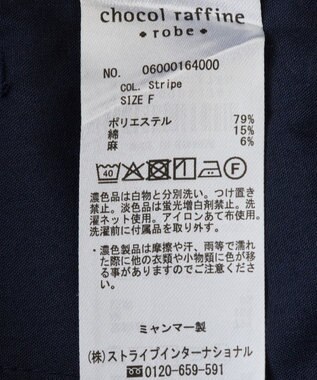 chocol raffine
• robe •
NO. 06000164000
COL. Stripe
SIZE F
ポリエステル 79%
綿 15%
麻 6%
40 F
濃色品は白物と分別洗い。つけ置き
禁止。淡色品は蛍光増白剤禁止。洗
濯ネット使用。アイロンあて布使用。
洗濯前に付属品を取り外す。
・濃色製品は摩擦や汗、雨等で濡れ
た際に他の衣類や小物類に色が移
る事がありますのでご注意くださ
い。
ミャンマー製
(株)ストライプインターナショナル
0120-659-591